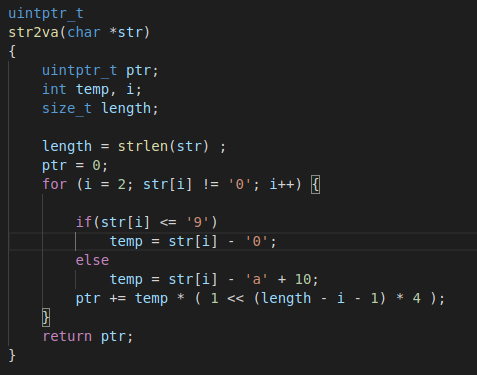 uintptr_t
str2va(char *str)
{
    uintptr_t ptr;
    int temp, i;
    size_t length;

    length = strlen(str) ;
    ptr = 0;
    for (i = 2; str[i] != '0'; i++) {

        if(str[i] <= '9')
            temp = str[i] - '0';
        else
            temp = str[i] - 'a' + 10;
        ptr += temp * ( 1 << (length - i - 1) * 4 );
    }
    return ptr;
}